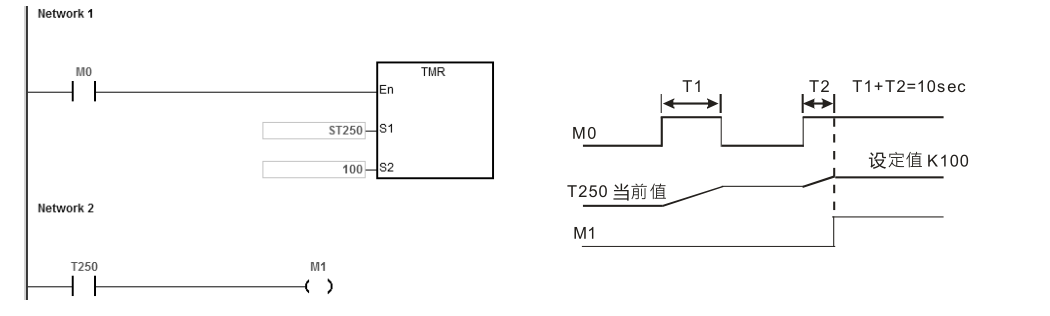 Network 1
M0
TMR
En
ST250 S1
100 S2
Network 2
T250 M1
T1 T2 T1+T2=10sec
M0
设定值 K100
T250 当前值
M1